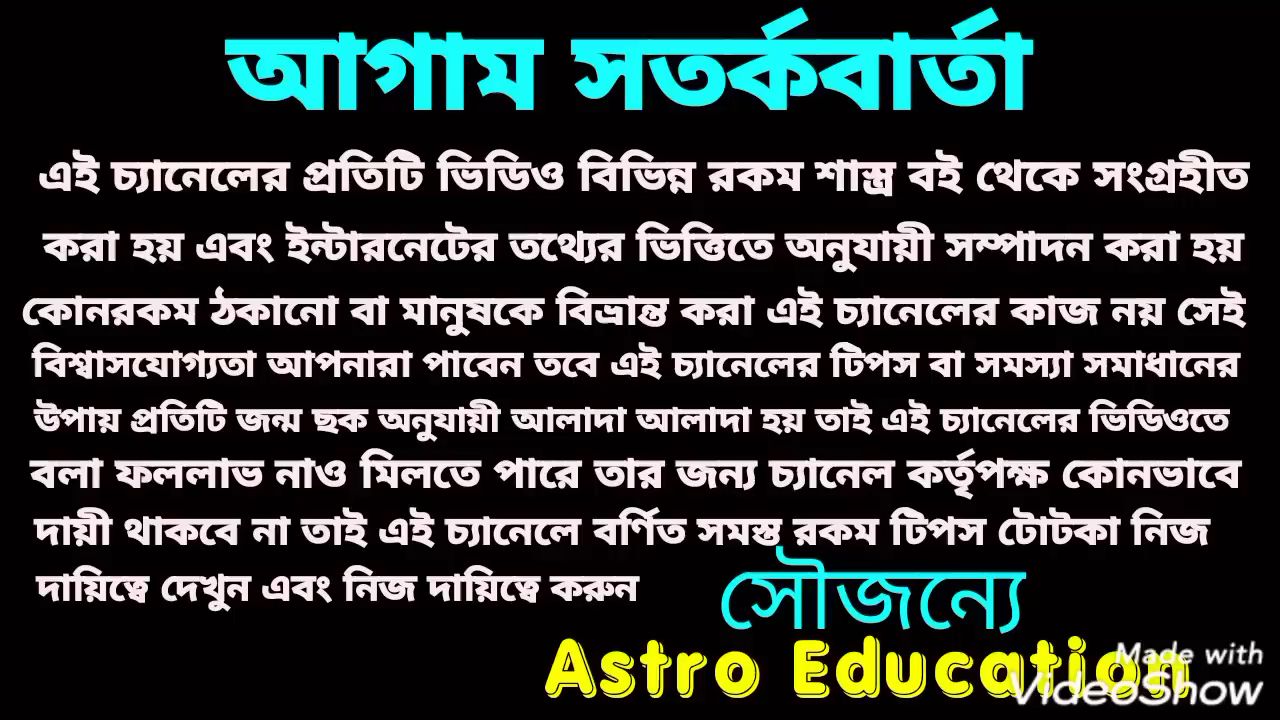 আগাম সতর্কবার্তা
এই চ্যানেলের প্রতিটি ভিডিও বিভিন্ন রকম শাস্ত্র বই থেকে সংগ্রহীত
করা হয় এবং ইন্টারনেটের তথ্যের ভিত্তিতে অনুযায়ী সম্পাদন করা হয়
কোনরকম ঠকানো বা মানুষকে বিভ্রান্ত করা এই চ্যানেলের কাজ নয় সেই
বিশ্বাসযোগ্যতা আপনারা পাবেন তবে এই চ্যানেলের টিপস বা সমস্যা সমাধানের
উপায় প্রতিটি জন্ম ছক অনুযায়ী আলাদা আলাদা হয় তাই এই চ্যানেলের ভিডিওতে
বলা ফললাভ নাও মিলতে পারে তার জন্য চ্যানেল কর্তৃপক্ষ কোনভাবে
দায়ী থাকবে না তাই এই চ্যানেলে বর্ণিত সমস্ত রকম টিপস টোটকা নিজ
দায়িত্বে দেখুন এবং নিজ দায়িত্বে করুন
সৌজন্যে
Astro Education
Made with
VideoShow